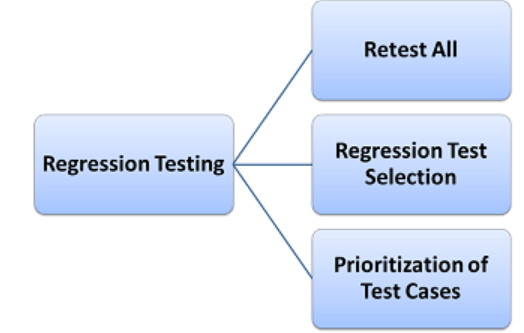 Retest All
Regression Testing
Regression Test
Selection
Prioritization of
Test Cases